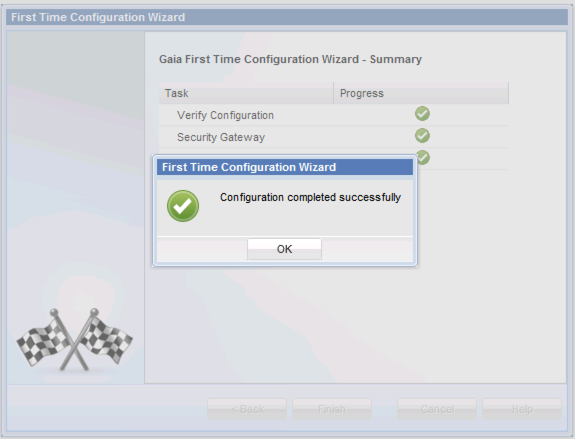 First Time Configuration Wizard
Gaia First Time Configuration Wizard - Summary
Task Progress
Verify Configuration
Security Gateway
First Time Configuration Wizard
Configuration completed successfully
OK
< Back Finish Cancel Help